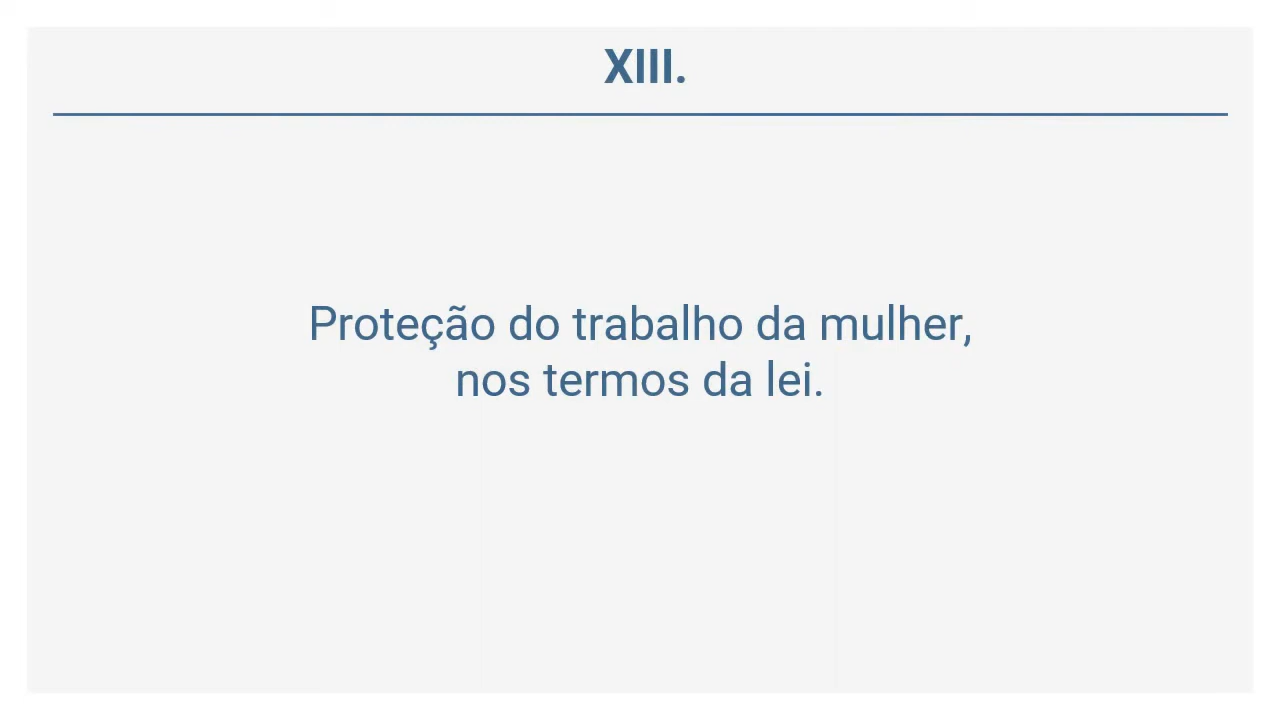 XIII.
Proteção do trabalho da mulher,
nos termos da lei.